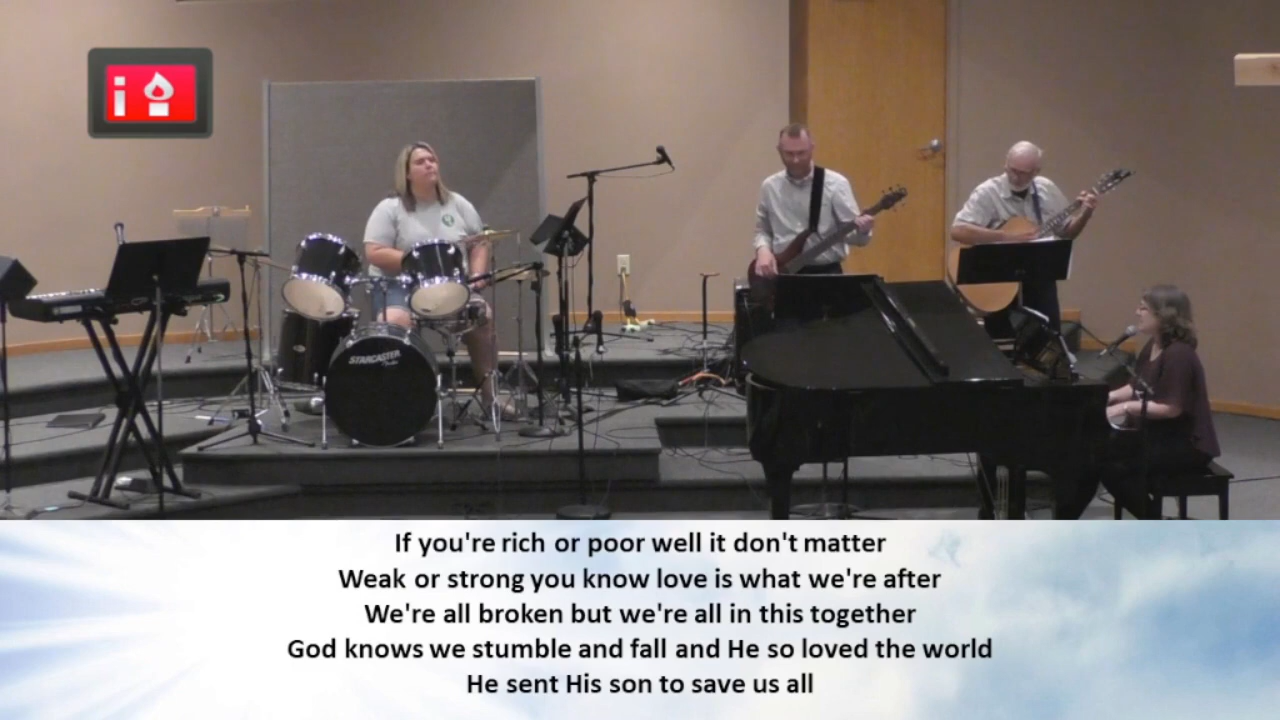 i
STARCASTER
If you're rich or poor well it don't matter
Weak or strong you know love is what we're after
We're all broken but we're all in this together
God knows we stumble and fall and He so loved the world
He sent His son to save us all